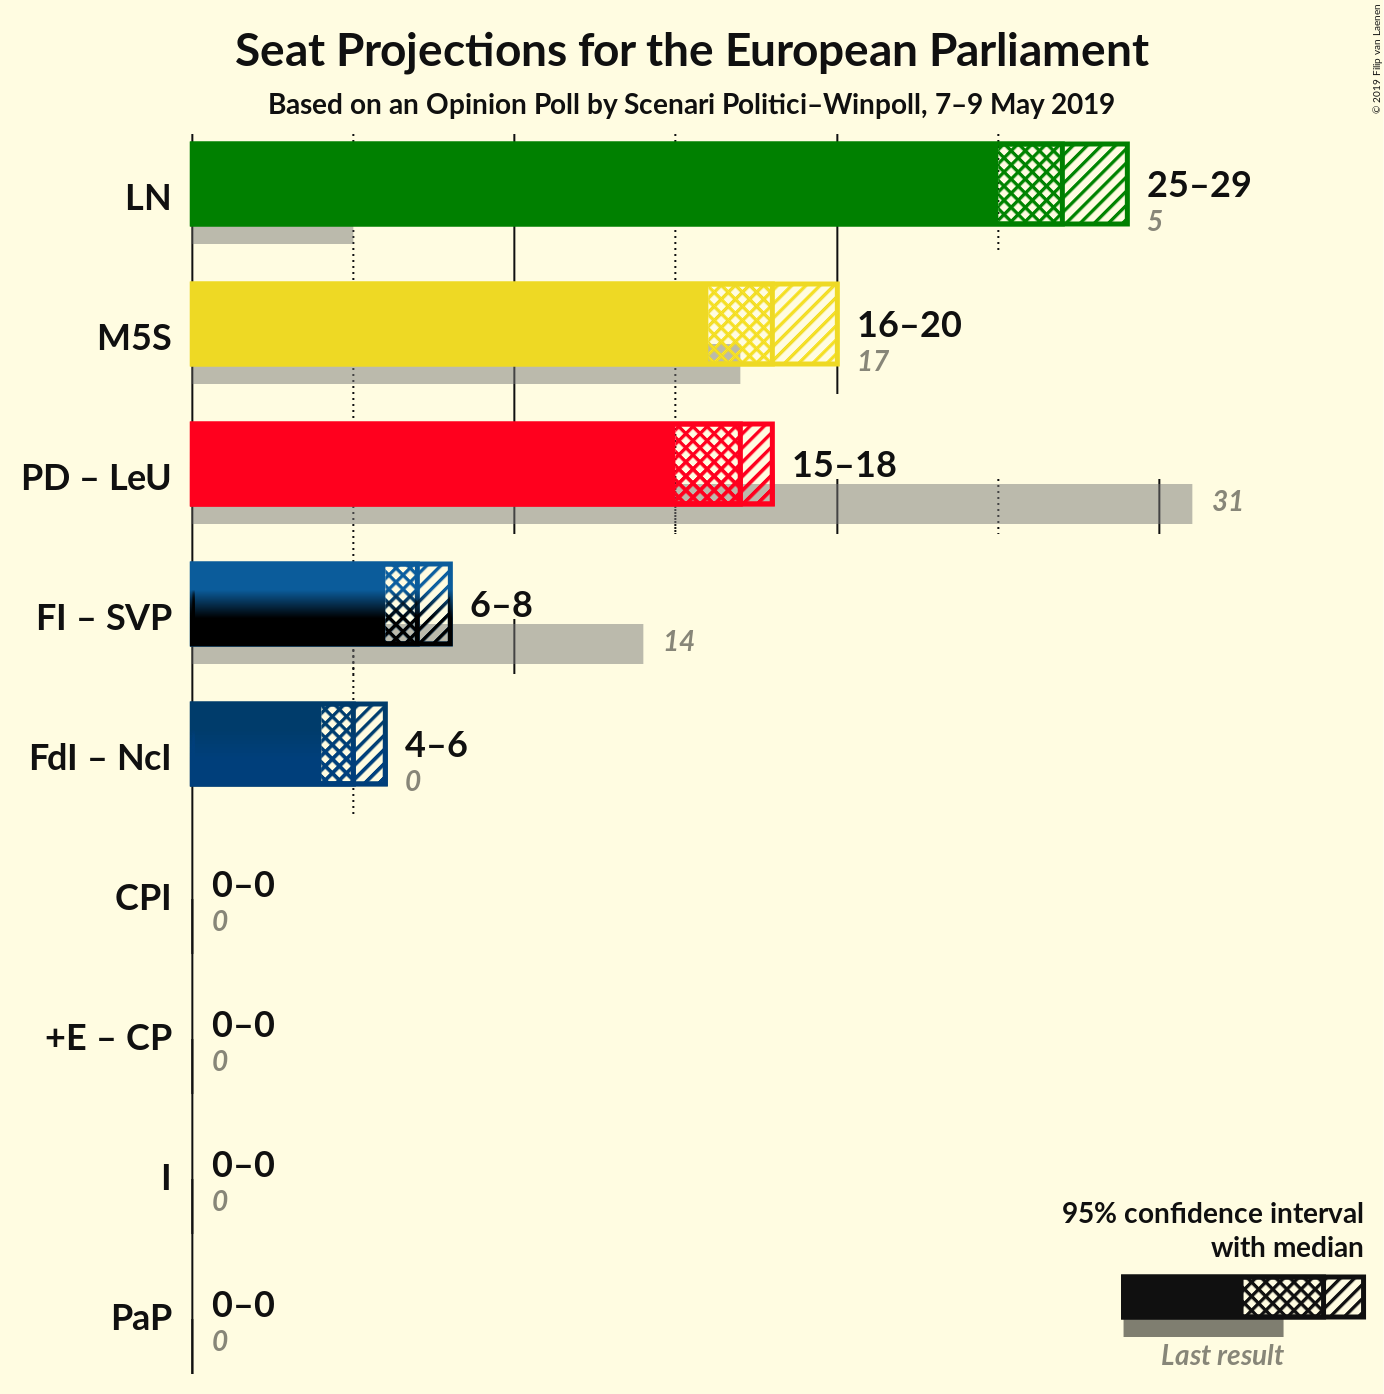 © 2019 Filip van Laenen
Seat Projections for the European Parliament
Based on an Opinion Poll by Scenari Politici–Winpoll, 7–9 May 2019
LN
25–29
5
M5S
16–20
17
PD – LeU
15–18
31
FI – SVP
6–8
14
FdI – NcI
4–6
0
CPI
0–0
0
+E – CP
0–0
0
I
0–0
0
PaP
0–0
0
95% confidence interval
with median
Last result